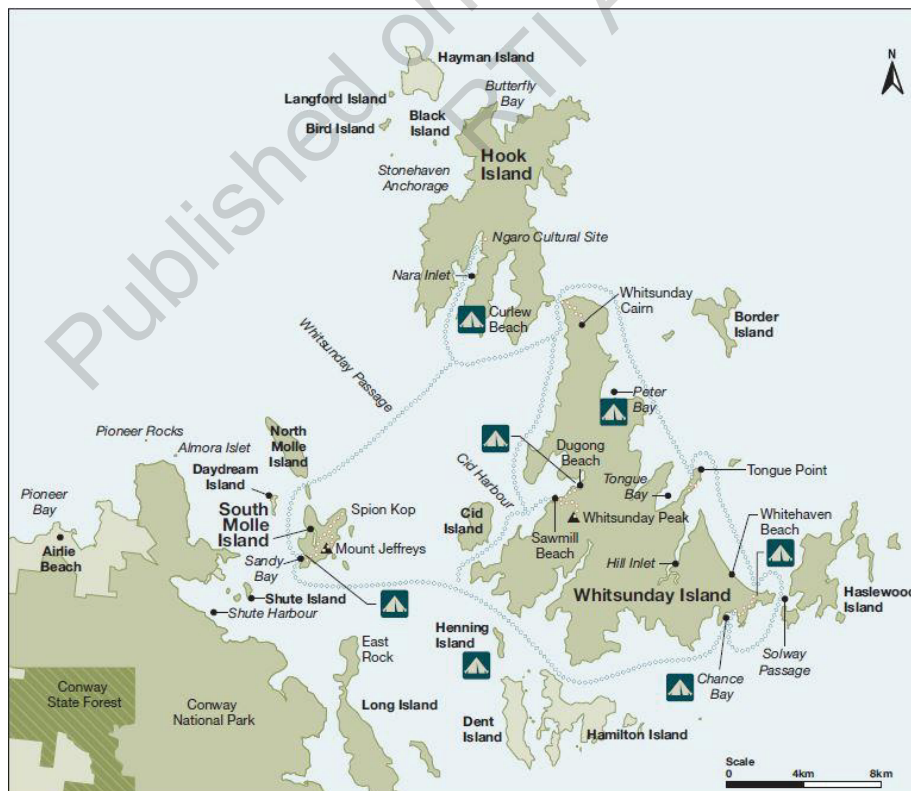 Published on
RTI A
N
Hayman Island
Langford Island
Butterfly
Bay
Bird Island
Black
Island
Hook
Island
Stonehaven
Anchorage
Ngaro Cultural Site
Nara Inlet
Curlew
Beach
Whitsunday
Cairn
Border
Island
Whitsunday Passage
Peter
Bay
Pioneer Rocks
Almora Islet
North
Molle
Island
Daydream
Island
Dugong
Beach
Tongue
Bay
Tongue Point
Cid Harbour
Pioneer
Bay
South
Molle
Island
Spion Kop
Cid
Island
Whitsunday Peak
Whitehaven
Beach
Airlie
Beach
Mount Jeffreys
Sawmill
Beach
Sandy
Bay
Hill Inlet
Whitsunday Island
Haslewood
Island
Shute Island
Shute Harbour
East
Rock
Henning
Island
Solway
Passage
Chance
Bay
Conway
State Forest
Conway
National Park
Long Island
Dent
Island
Hamilton Island
Scale
0 4km 8km